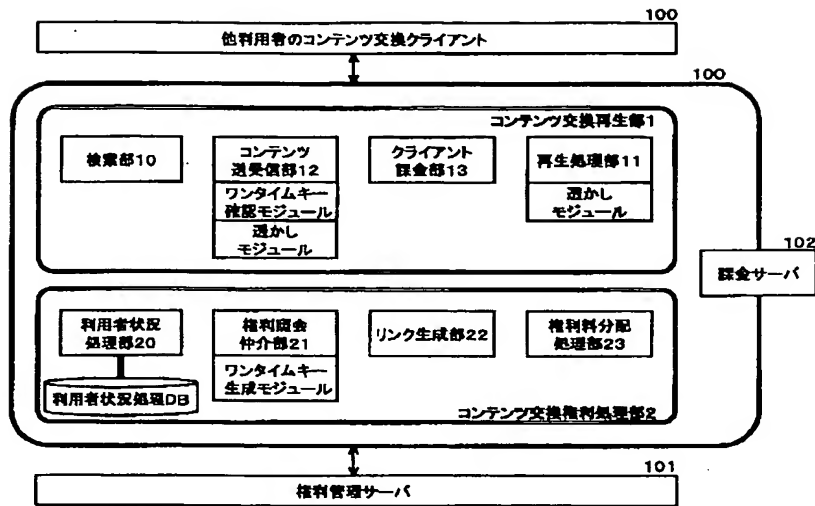 100
他利用者のコンテンツ交換クライアント
100
コンテンツ交換再生部1
検索部10
コンテンツ
送受信部12
ワンタイムキー
確認モジュール
透かし
モジュール
クライアント
課金部13
再生処理部11
透かし
モジュール
102
課金サーバ
利用者状況
処理部20
利用者状況処理DB
権利照会
仲介部21
ワンタイムキー
生成モジュール
リンク生成部22
権利料分配
処理部23
コンテンツ交換権利処理部2
101
権利管理サーバ